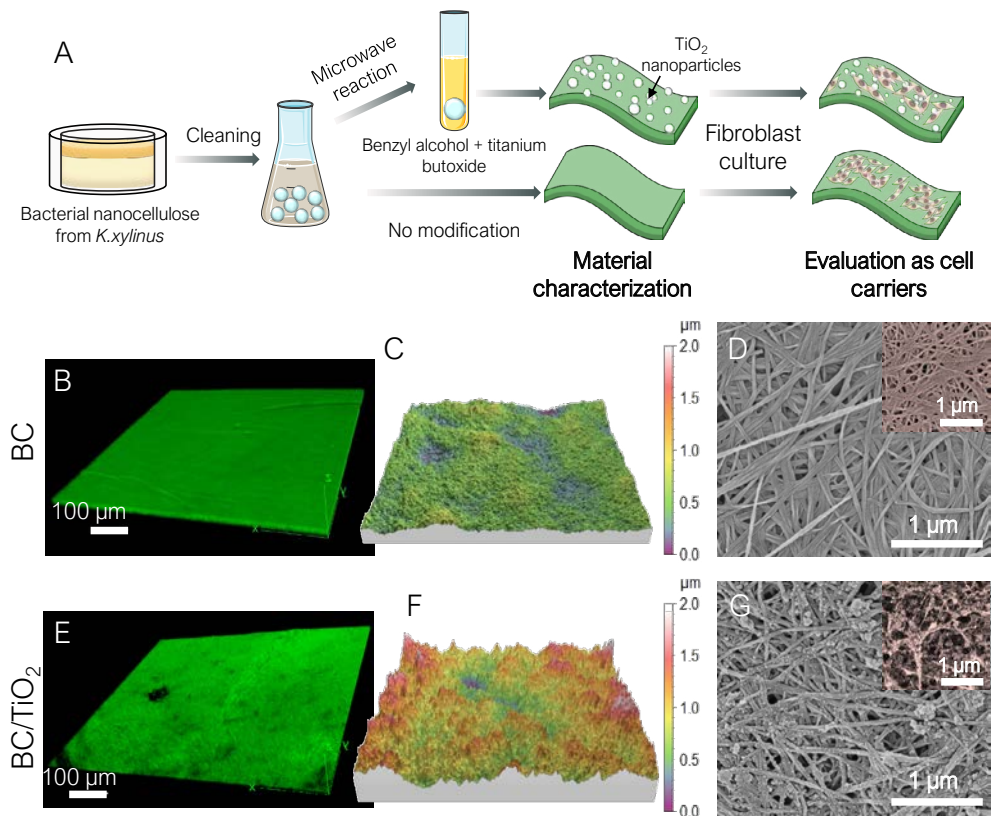 A
Cleaning
Microwave
reaction
TiO₂
nanoparticles
Benzyl alcohol + titanium
butoxide
Fibroblast
culture
Bacterial nanocellulose
from K.xylinus
No modification
Material
characterization
Evaluation as cell
carriers
BC
B
100 µm
S
Y
X
C
µm
2.0
1.5
1.0
0.5
0.0
D
1 µm
1 µm
BC/TiO₂
E
100 µm
Y
X
F
µm
2.0
1.5
1.0
0.5
0.0
G
1 µm
1 µm